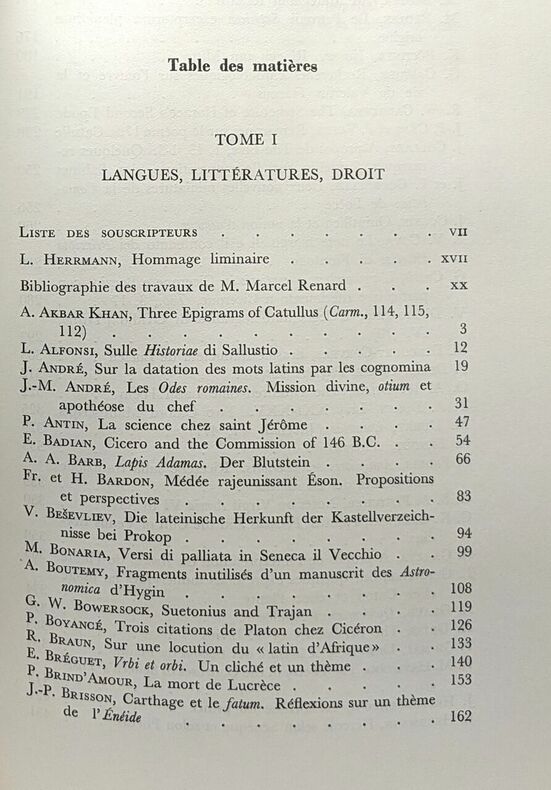 Table des matières
TOME I
LANGUES, LITTÉRATURES, DROIT
LISTE DES SOUSCRIPTEURS . . . . . . VII
L. HERRMANN, Hommage liminaire . . . . . XVII
Bibliographie des travaux de M. Marcel Renard . . . XX
A. AKBAR KHAN, Three Epigrams of Catullus (Carm., 114, 115,
112) . . . . . . . . . 3
L. ALFONSI, Sulle Historiae di Sallustio . . . . . 12
J. ANDRÉ, Sur la datation des mots latins par les cognomina 19
J.-M. ANDRÉ, Les Odes romaines. Mission divine, otium et
apothéose du chef . . . . . . . 31
P. ANTIN, La science chez saint Jérôme . . . . 47
E. BADIAN, Cicero and the Commission of 146 B.C. . . 54
A. A. BARB, Lapis Adamas. Der Blutstein . . . . 66
Fr. et H. BARDON, Médée rajeunissant Éson. Propositions
et perspectives . . . . . . . 83
V. BEŠEVLIEV, Die lateinische Herkunft der Kastellverzeich-
nisse bei Prokop . . . . . . . 94
M. BONARIA, Versi di palliata in Seneca il Vecchio . . 99
A. BOUTEMY, Fragments inutilisés d'un manuscrit des Astro-
nomica d'Hygin . . . . . . . 108
G. W. BOWERSOCK, Suetonius and Trajan . . . . 119
P. BOYANCÉ, Trois citations de Platon chez Cicéron . . 126
R. BRAUN, Sur une locution du « latin d'Afrique » . . 133
E. BRÉGUET, Vrbi et orbi. Un cliché et un thème . . . 140
P. BRIND'AMOUR, La mort de Lucrèce . . . . . 153
J.-P. BRISSON, Carthage et le fatum. Réflexions sur un thème
de l'Énéide . . . . . . . 162